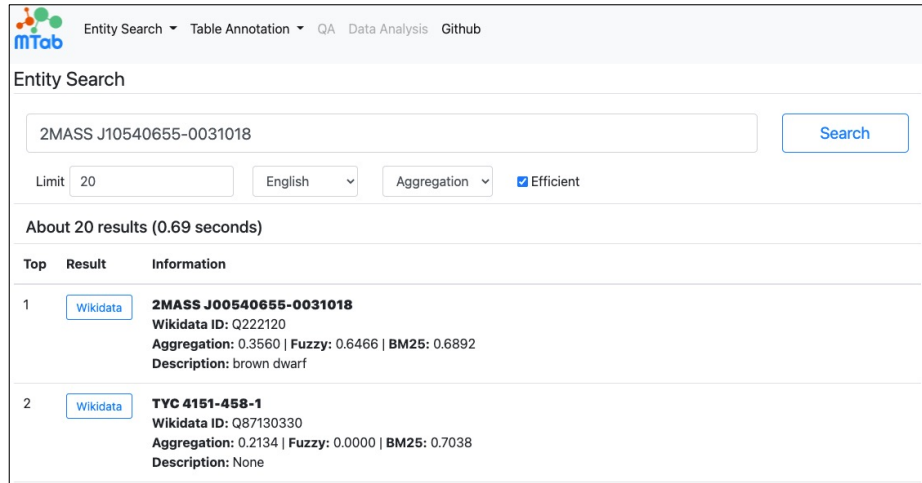 MTab Entity Search Table Annotation QA Data Analysis Github
Entity Search
2MASS J10540655-0031018 Search
Limit 20 English Aggregation Efficient
About 20 results (0.69 seconds)
Top Result Information
1 Wikidata 2MASS J00540655-0031018
Wikidata ID: Q222120
Aggregation: 0.3560 | Fuzzy: 0.6466 | BM25: 0.6892
Description: brown dwarf
2 Wikidata TYC 4151-458-1
Wikidata ID: Q87130330
Aggregation: 0.2134 | Fuzzy: 0.0000 | BM25: 0.7038
Description: None